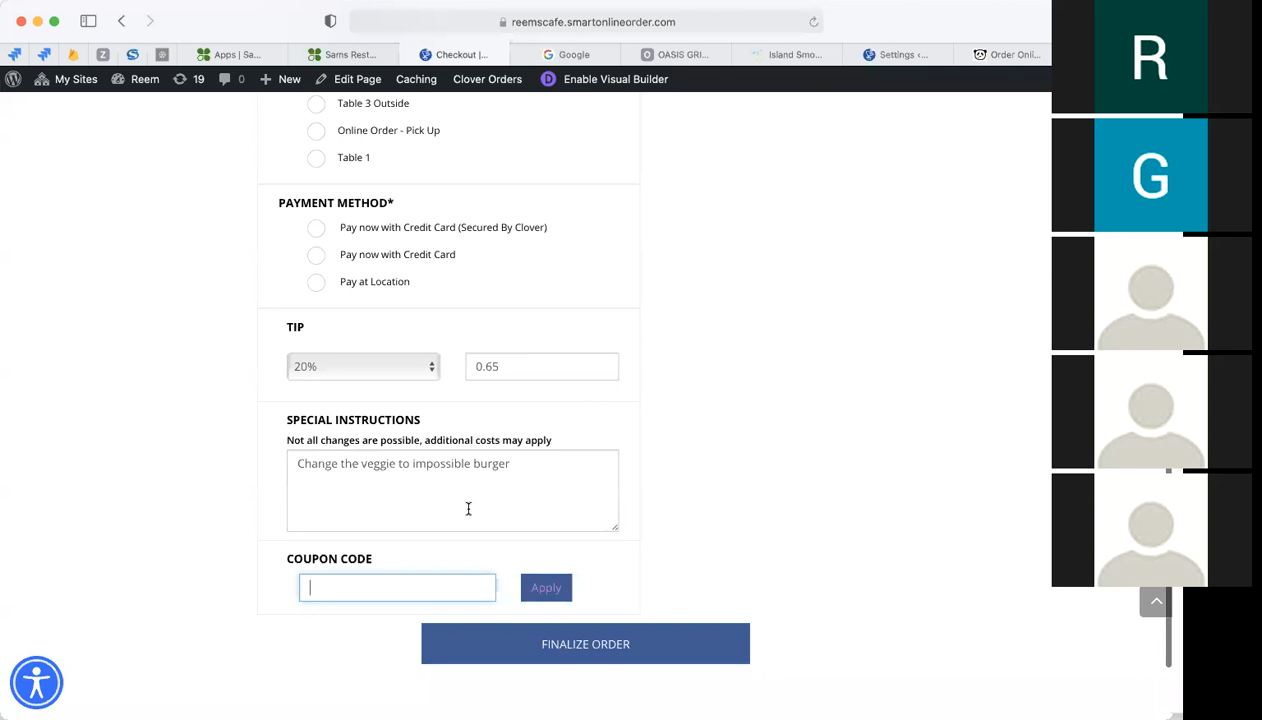 reemscafe.smartonlineorder.com
Apps | Sa...
Sams Rest...
Checkout |...
Google
OASIS GRI...
Island Smo...
Settings ‹...
Order Onli...
My Sites
Reem
19
0
New
Edit Page
Caching
Clover Orders
D
Enable Visual Builder
Table 3 Outside
Online Order - Pick Up
Table 1
PAYMENT METHOD*
Pay now with Credit Card (Secured By Clover)
Pay now with Credit Card
Pay at Location
TIP
20%
0.65
SPECIAL INSTRUCTIONS
Not all changes are possible, additional costs may apply
Change the veggie to impossible burger
COUPON CODE
Apply
FINALIZE ORDER
R
G